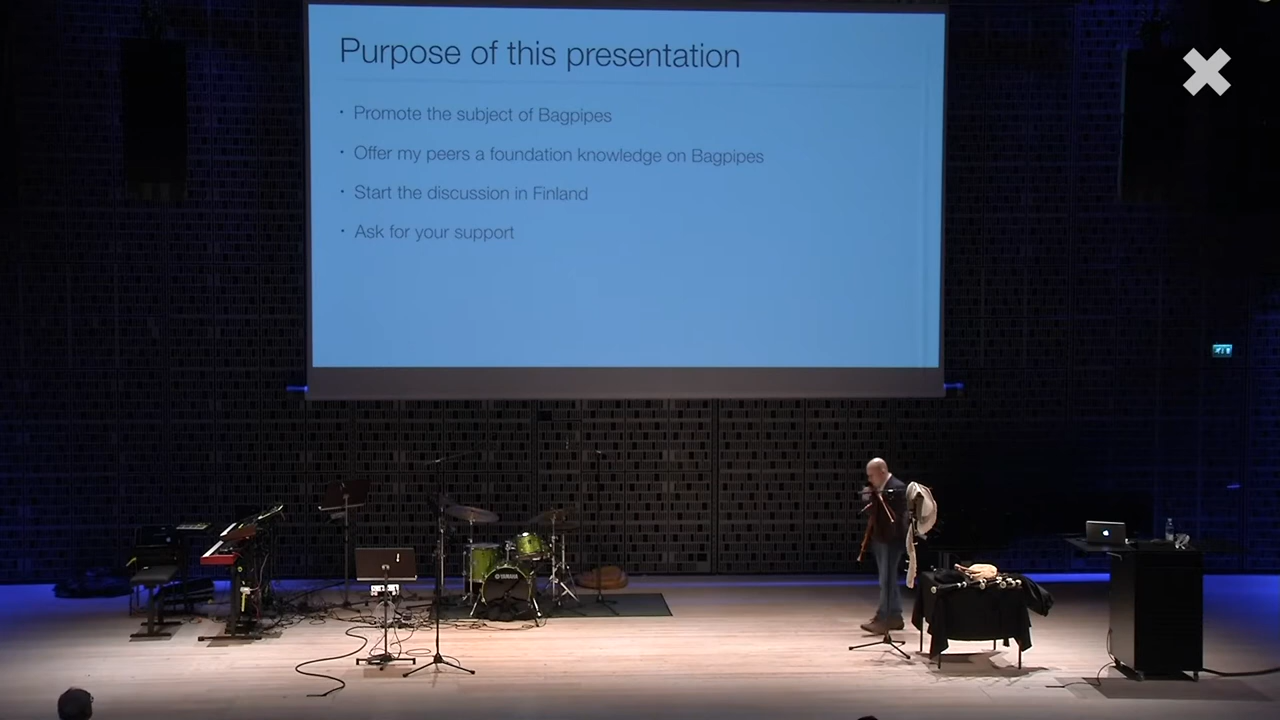 Purpose of this presentation
• Promote the subject of Bagpipes
• Offer my peers a foundation knowledge on Bagpipes
• Start the discussion in Finland
• Ask for your support
YAMAHA